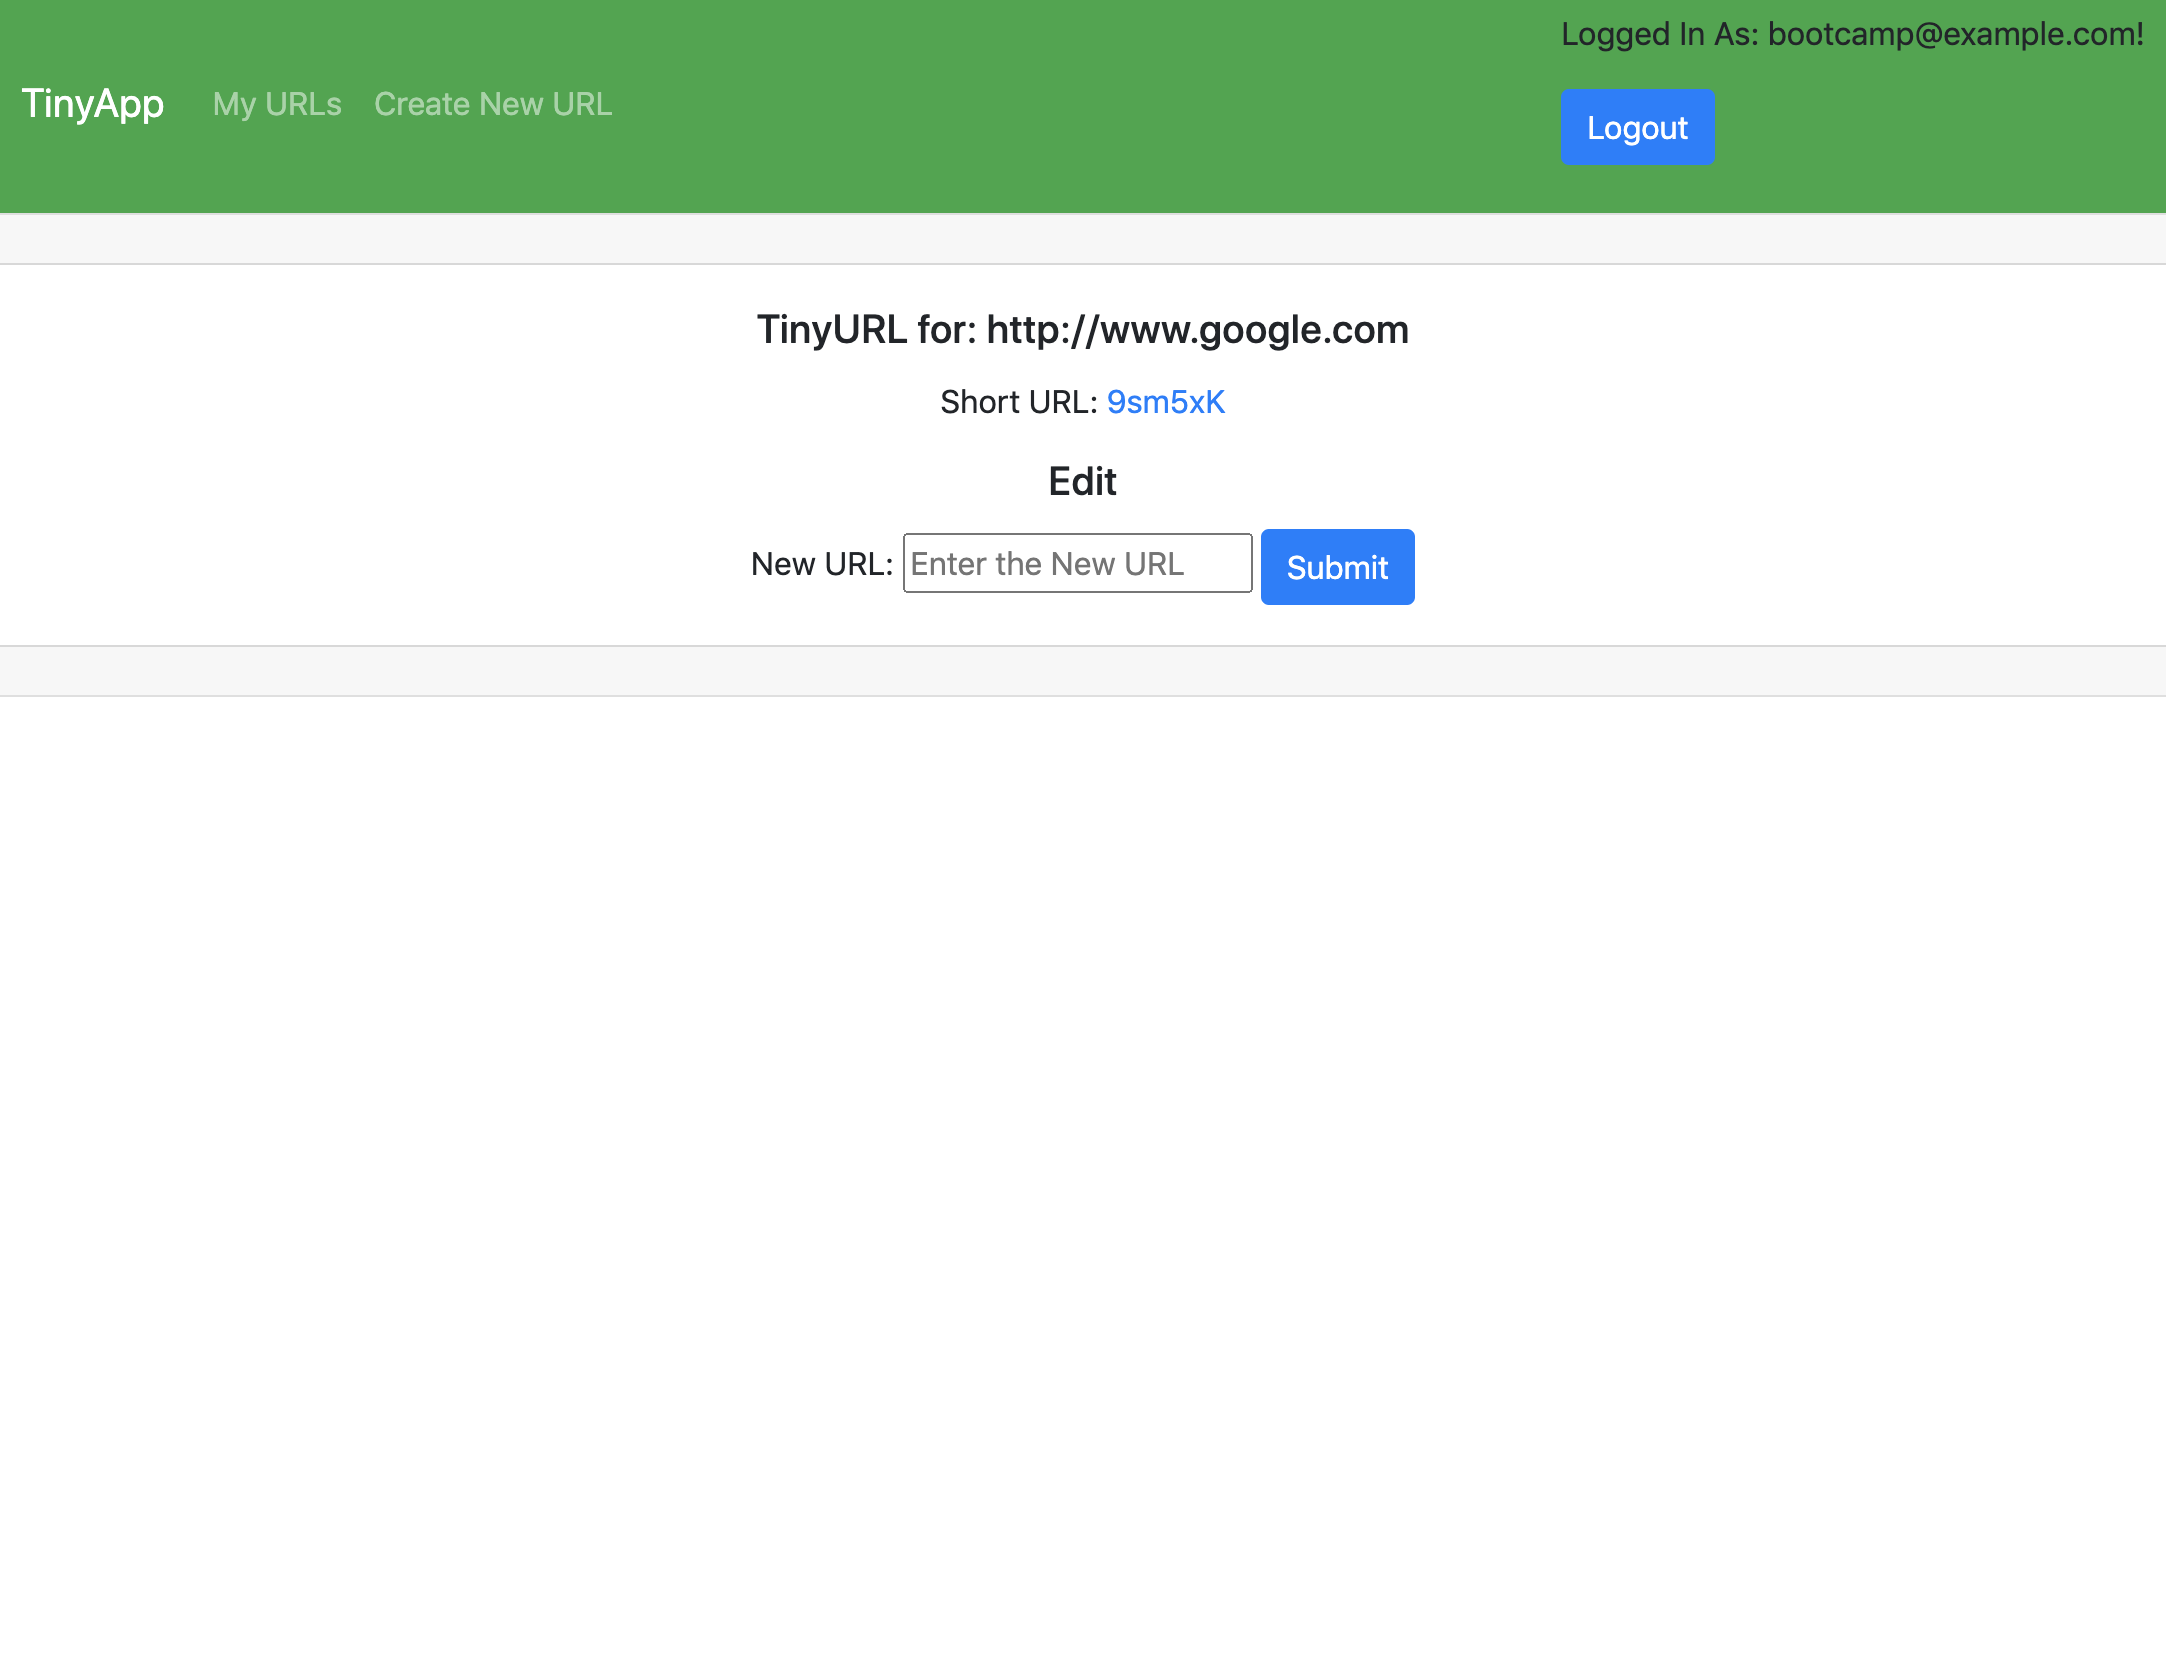 Logged In As: bootcamp@example.com!
TinyApp My URLs Create New URL
Logout
TinyURL for: http://www.google.com
Short URL: 9sm5xK
Edit
New URL: Enter the New URL Submit